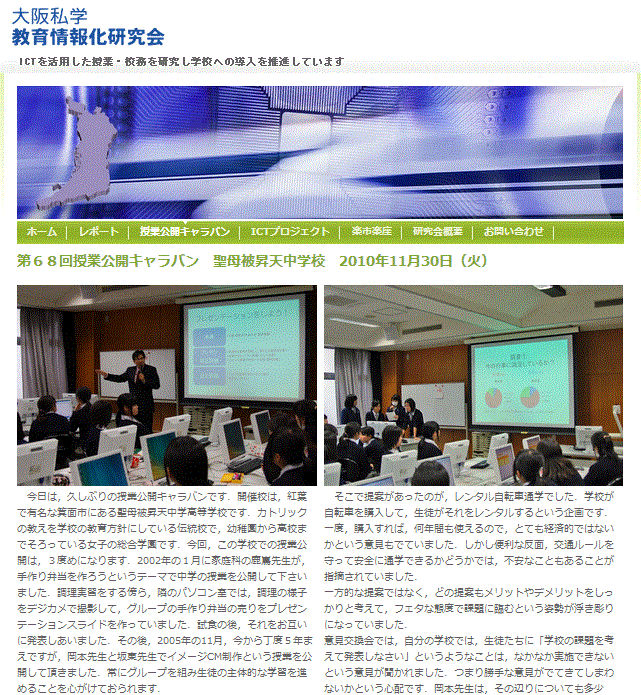 大阪私学
教育情報化研究会
ICTを活用した授業・校務を研究し学校への導入を推進しています
ホーム
レポート
授業公開キャラバン
ICTプロジェクト
楽市楽座
研究会概要
お問い合わせ
第６８回授業公開キャラバン　聖母被昇天中学校　2010年11月30日（火）
プレゼンテーションをしよう！
今日は，久しぶりの授業公開キャラバンです．開催校は，紅葉
で有名な箕面市にある聖母被昇天中学高等学校です．カトリック
の教えを学校の教育方針にしている伝統校で，幼稚園から高校ま
でそろっている女子の総合学園です．今回，この学校での授業公
開は，３度めになります．2002年の１月に家庭科の鹿嶌先生が，
手作り弁当を作ろうというテーマで中学の授業を公開して下さい
ました．調理実習をする傍ら，隣のパソコン室では，調理の様子
をデジカメで撮影して，グループの手作り弁当の売りをプレゼン
テーションスライドを作っていました．試食の後，それをお互い
に発表しあいました．その後，2005年の11月，今から丁度５年ま
えですが，岡本先生と坂東先生でイメージCM制作という授業を公
開して頂きました．常にグループを組み生徒の主体的な学習を進
めることを心がけておられます．
そこで提案があったのが，レンタル自転車通学でした．学校が
自転車を購入して，生徒がそれをレンタルするという企画です．
一度，購入すれば，何年間も使えるので，とても経済的ではない
かという意見もでていました．しかし便利な反面，交通ルールを
守って安全に通学できるかどうかでは，不安なこともあることが
指摘されていました．
一方的な提案ではなく，どの提案もメリットやデメリットをしっ
かりと考えて，フェアな態度で課題に臨むという姿勢が浮き彫り
になっていました．
意見交換会では，自分の学校では，生徒たちに「学校の課題を考
えて発表しなさい」というようなことは，なかなか実施できない
という意見が聞かれました．つまり勝手な意見がでてきてしまわ
ないかという心配です．岡本先生は，その辺りについても多少